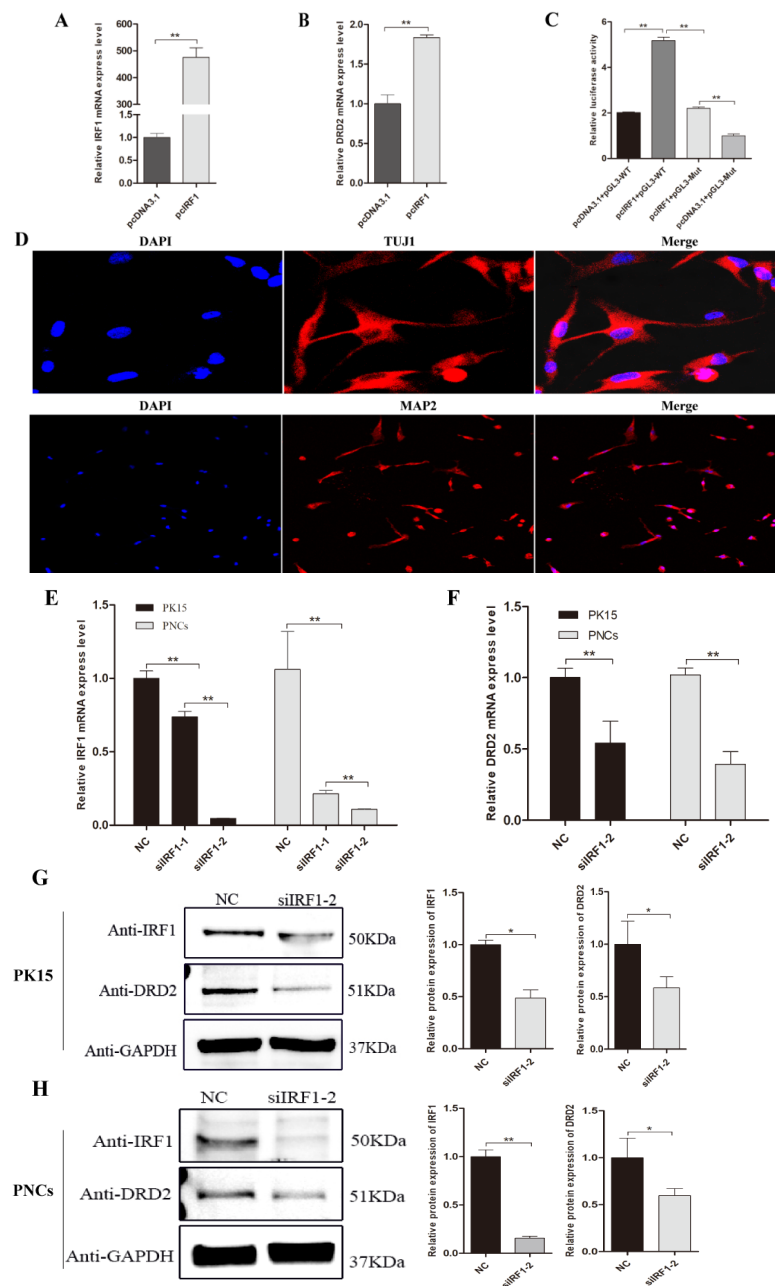 A
Relative IRF1 mRNA express level
500
450
400
350
300
1.0
0.5
0.0
**
pcDNA3.1
pcIRF1
B
Relative DRD2 mRNA express level
2.0
1.5
1.0
0.5
0.0
**
pcDNA3.1
pcIRF1
C
Relative luciferase activity
6
4
2
0
**
**
**
pcDNA3.1+pGL3-WT
pcIRF1+pGL3-WT
pcIRF1+pGL3-Mut
pcDNA3.1+pGL3-Mut
D
DAPI TUJ1 Merge
DAPI MAP2 Merge
E
Relative IRF1 mRNA express level
1.5
1.0
0.5
0.0
PK15
PNCs
**
**
**
**
NC
siIRF1-1
siIRF1-2
NC
siIRF1-1
siIRF1-2
F
Relative DRD2 mRNA express level
1.5
1.0
0.5
0.0
PK15
PNCs
**
**
NC
siIRF1-2
NC
siIRF1-2
G
PK15
NC siIRF1-2
Anti-IRF1 50KDa
Anti-DRD2 51KDa
Anti-GAPDH 37KDa
Relative protein expression of IRF1
1.5
1.0
0.5
0.0
*
NC
siIRF1-2
Relative protein expression of DRD2
1.5
1.0
0.5
0.0
*
NC
siIRF1-2
H
PNCs
NC siIRF1-2
Anti-IRF1 50KDa
Anti-DRD2 51KDa
Anti-GAPDH 37KDa
Relative protein expression of IRF1
1.5
1.0
0.5
0.0
**
NC
siIRF1-2
Relative protein expression of DRD2
1.5
1.0
0.5
0.0
*
NC
siIRF1-2